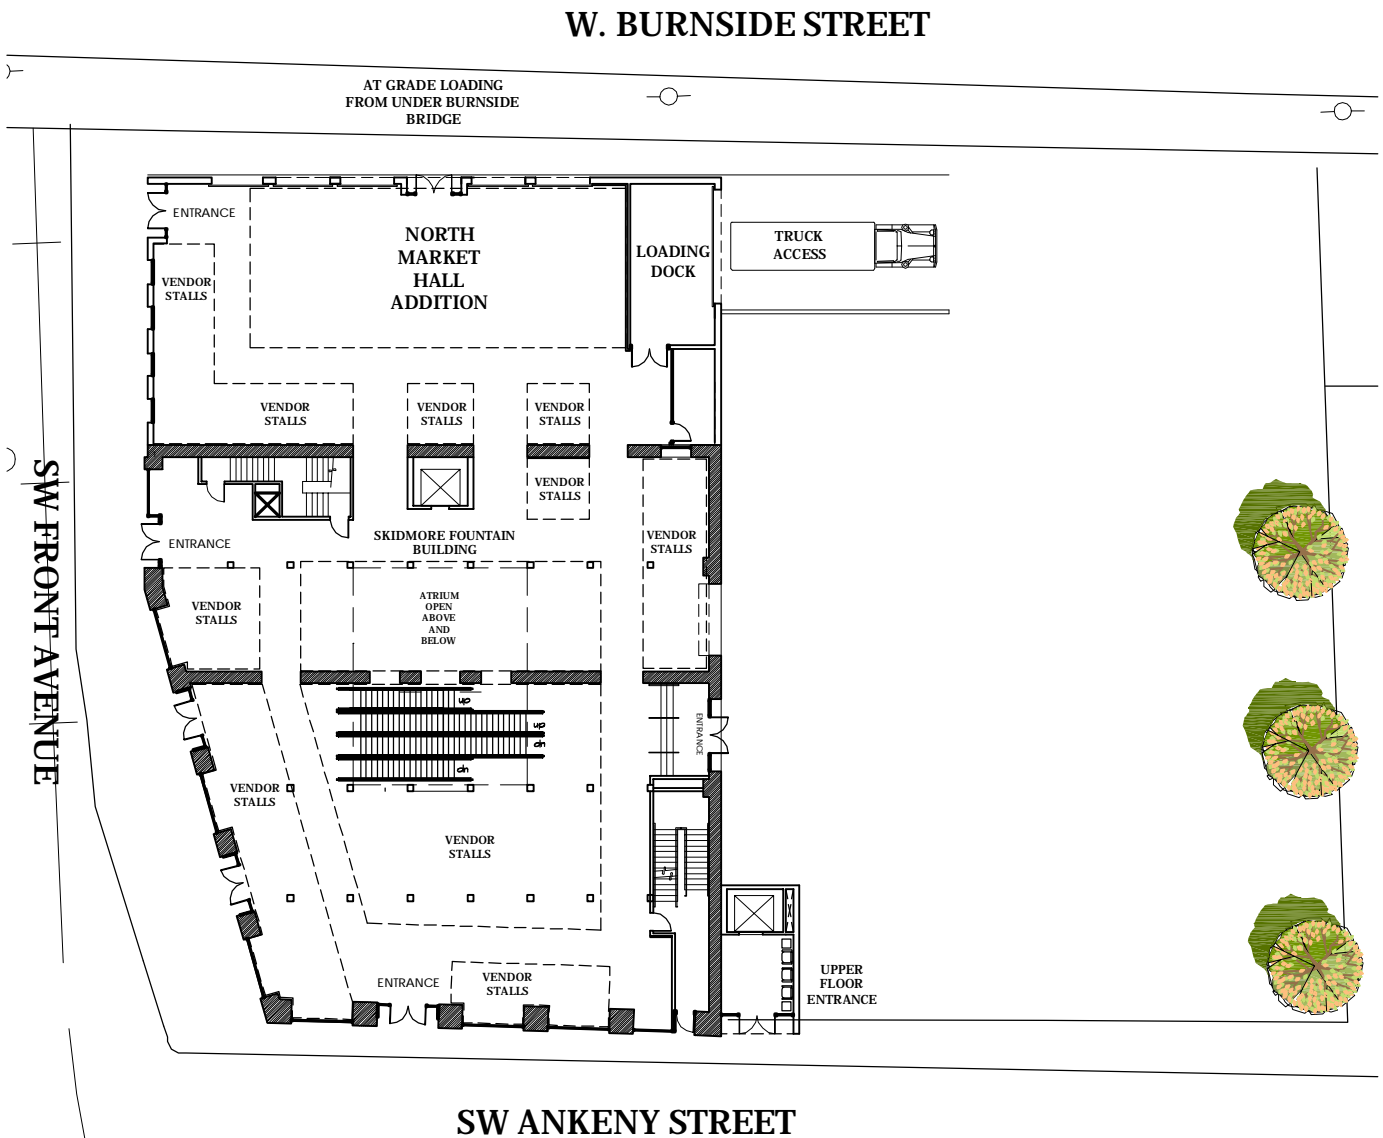 W. BURNSIDE STREET
AT GRADE LOADING
FROM UNDER BURNSIDE
BRIDGE
ENTRANCE
NORTH
MARKET
HALL
ADDITION
LOADING
DOCK
TRUCK
ACCESS
VENDOR
STALLS
VENDOR
STALLS
VENDOR
STALLS
VENDOR
STALLS
VENDOR
STALLS
SW FRONT AVENUE
ENTRANCE
SKIDMORE FOUNTAIN
BUILDING
VENDOR
STALLS
VENDOR
STALLS
ATRIUM
OPEN
ABOVE
AND
BELOW
up
up
ENTRANCE
VENDOR
STALLS
VENDOR
STALLS
ENTRANCE
VENDOR
STALLS
UPPER
FLOOR
ENTRANCE
SW ANKENY STREET